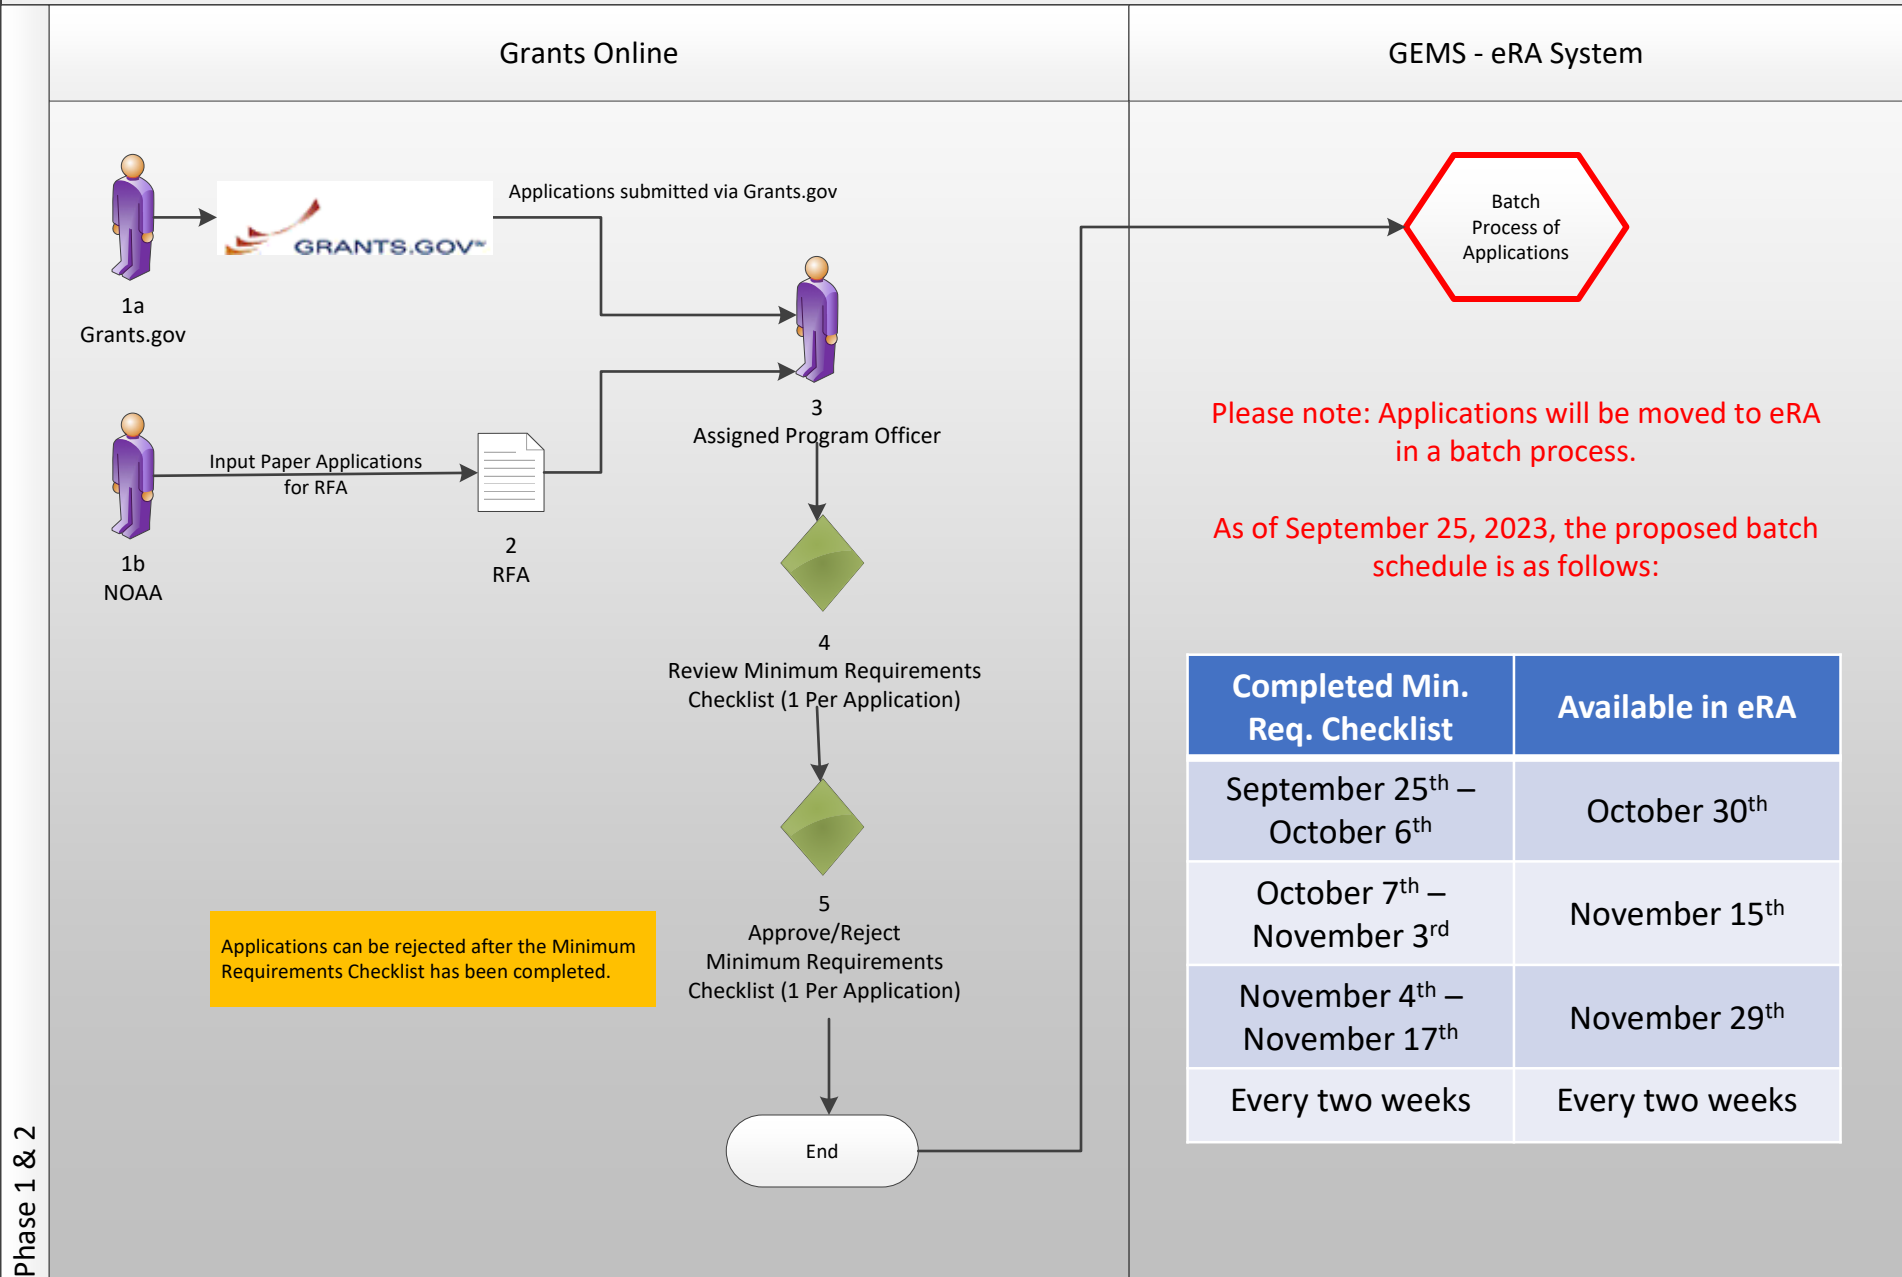 Grants Online
GEMS - eRA System
Applications submitted via Grants.gov
GRANTS.GOV℠
1a
Grants.gov
Input Paper Applications
for RFA
1b
NOAA
2
RFA
3
Assigned Program Officer
4
Review Minimum Requirements
Checklist (1 Per Application)
5
Approve/Reject
Minimum Requirements
Checklist (1 Per Application)
Applications can be rejected after the Minimum
Requirements Checklist has been completed.
End
Batch
Process of
Applications
Please note: Applications will be moved to eRA
in a batch process.
As of September 25, 2023, the proposed batch
schedule is as follows:
Completed Min.
Req. Checklist
Available in eRA
September 25th –
October 6th
October 30th
October 7th –
November 3rd
November 15th
November 4th –
November 17th
November 29th
Every two weeks
Every two weeks
Phase 1 & 2